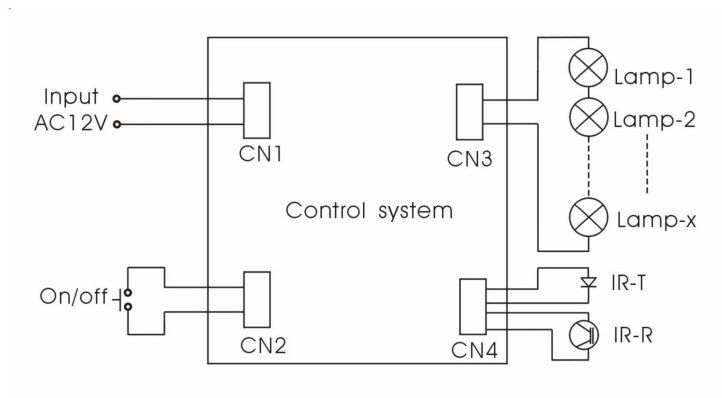 Input
AC12V
CN1
CN3
Lamp-1
Lamp-2
Lamp-x
Control system
On/off
CN2
CN4
IR-T
IR-R